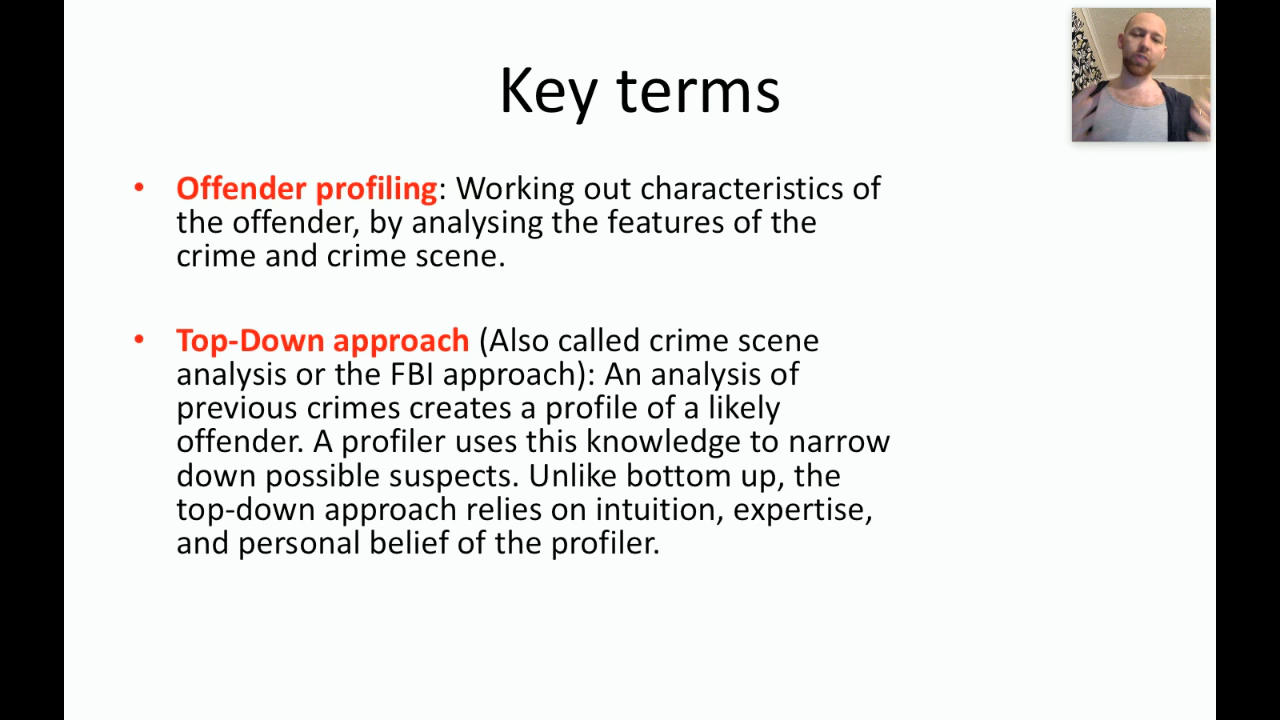 Key terms
• Offender profiling: Working out characteristics of
the offender, by analysing the features of the
crime and crime scene.
• Top-Down approach (Also called crime scene
analysis or the FBI approach): An analysis of
previous crimes creates a profile of a likely
offender. A profiler uses this knowledge to narrow
down possible suspects. Unlike bottom up, the
top-down approach relies on intuition, expertise,
and personal belief of the profiler.